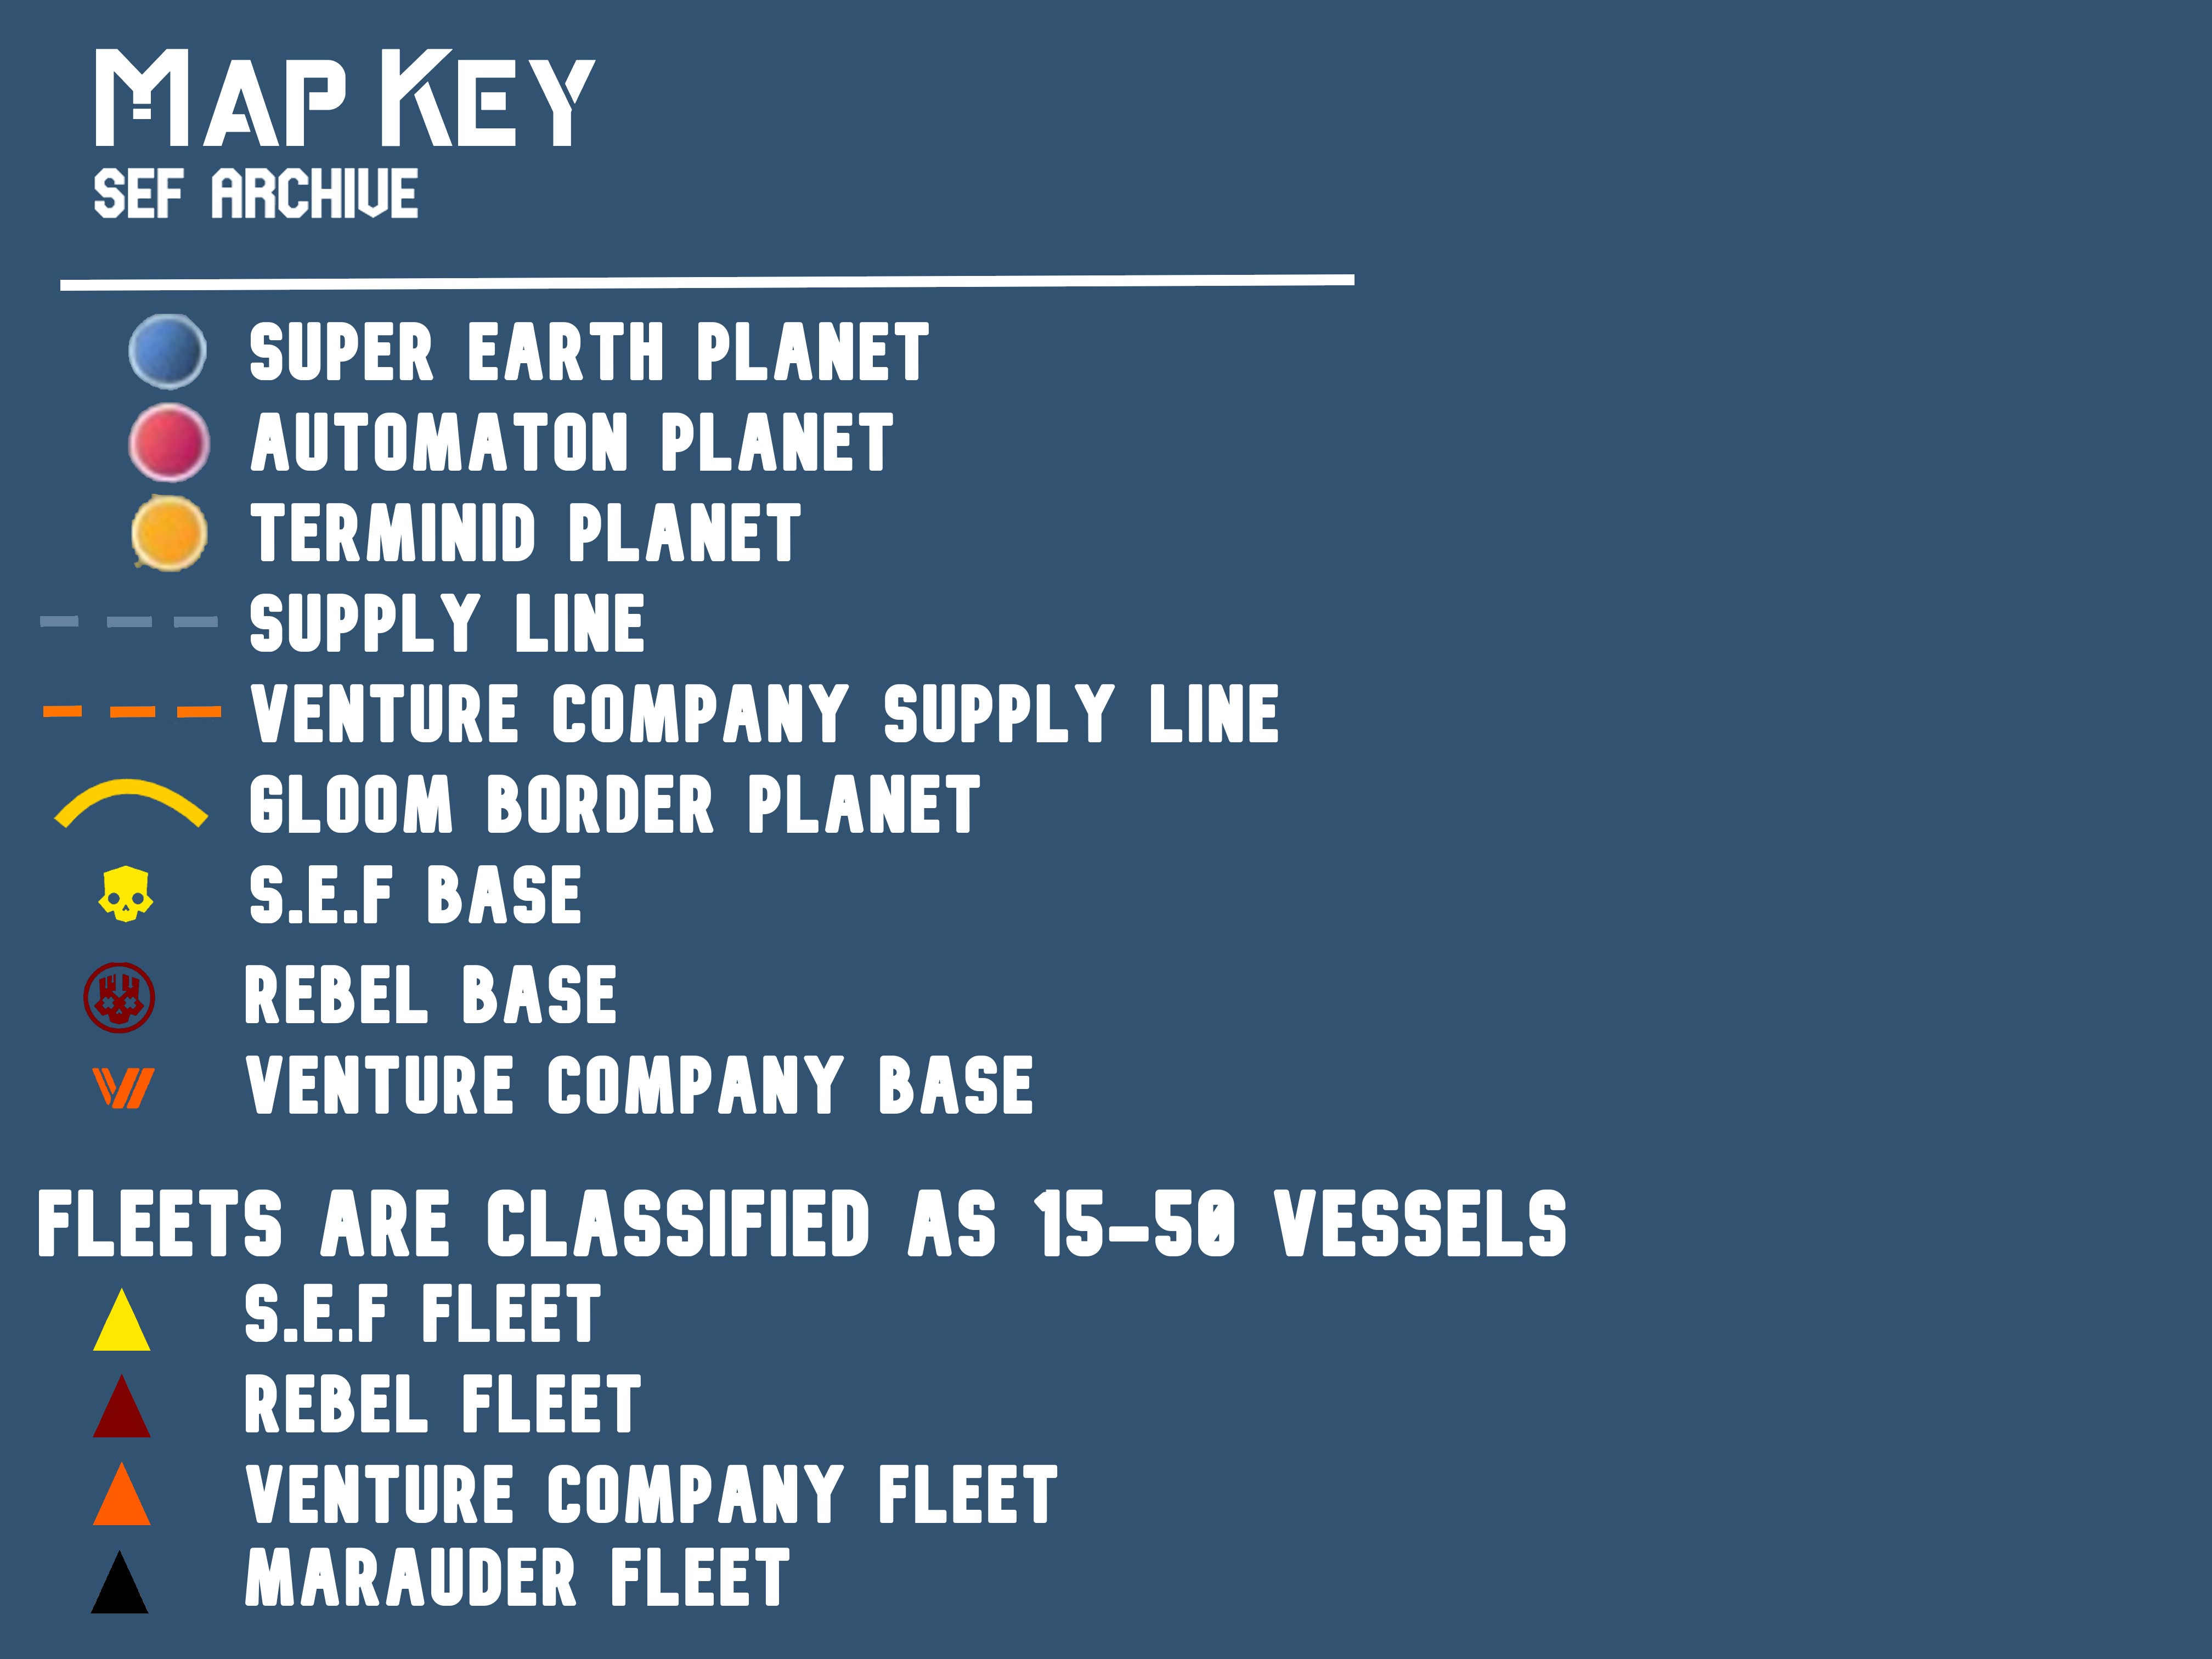 MAP KEY
SEF ARCHIVE
SUPER EARTH PLANET
AUTOMATON PLANET
TERMINID PLANET
SUPPLY LINE
VENTURE COMPANY SUPPLY LINE
GLOOM BORDER PLANET
S.E.F BASE
REBEL BASE
VENTURE COMPANY BASE
FLEETS ARE CLASSIFIED AS 15-50 VESSELS
S.E.F FLEET
REBEL FLEET
VENTURE COMPANY FLEET
MARAUDER FLEET